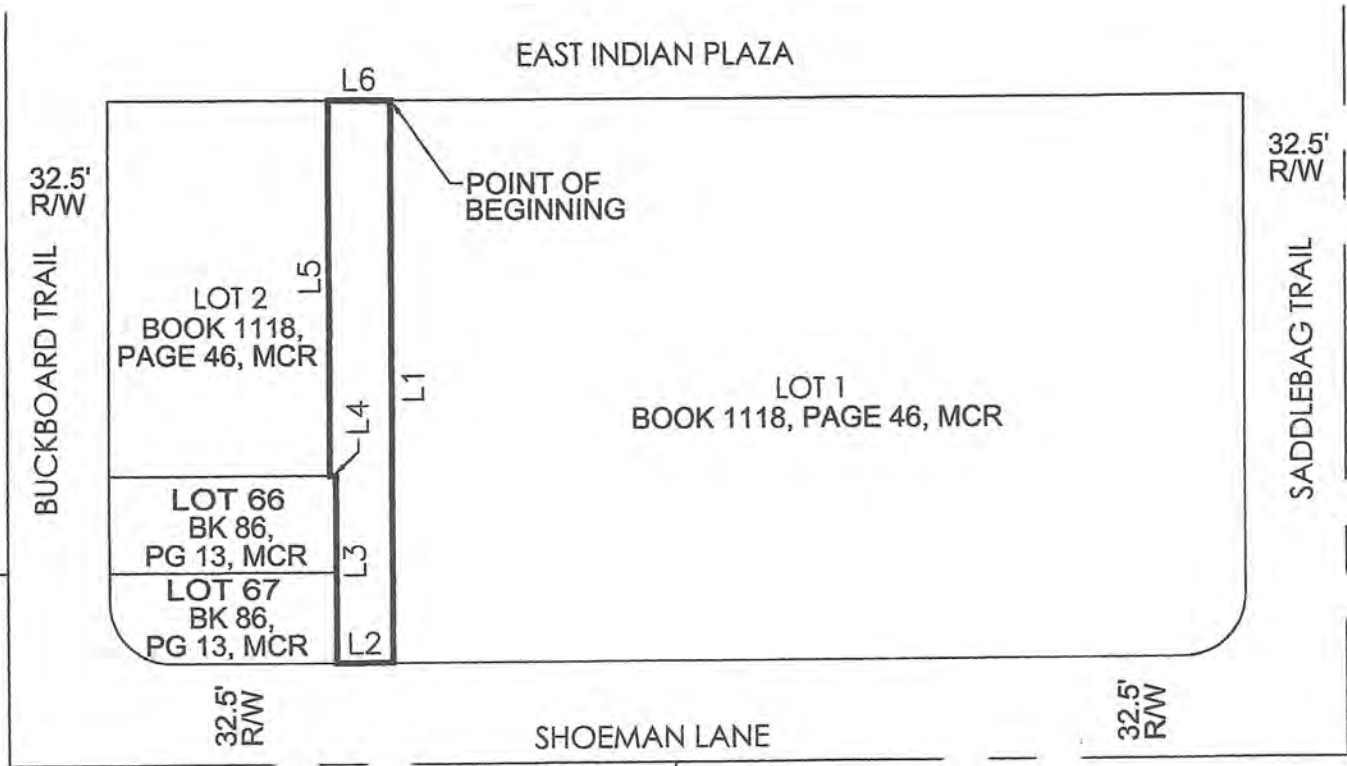 EAST INDIAN PLAZA
L6
32.5'
R/W
POINT OF
BEGINNING
32.5'
R/W
BUCKBOARD TRAIL
L5
LOT 2
BOOK 1118,
PAGE 46, MCR
L4
L1
LOT 1
BOOK 1118, PAGE 46, MCR
SADDLEBAG TRAIL
LOT 66
BK 86,
PG 13, MCR
L3
LOT 67
BK 86,
PG 13, MCR
L2
32.5'
R/W
SHOEMAN LANE
32.5'
R/W